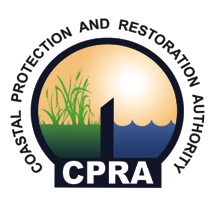 COASTAL PROTECTION AND RESTORATION AUTHORITY
CPRA